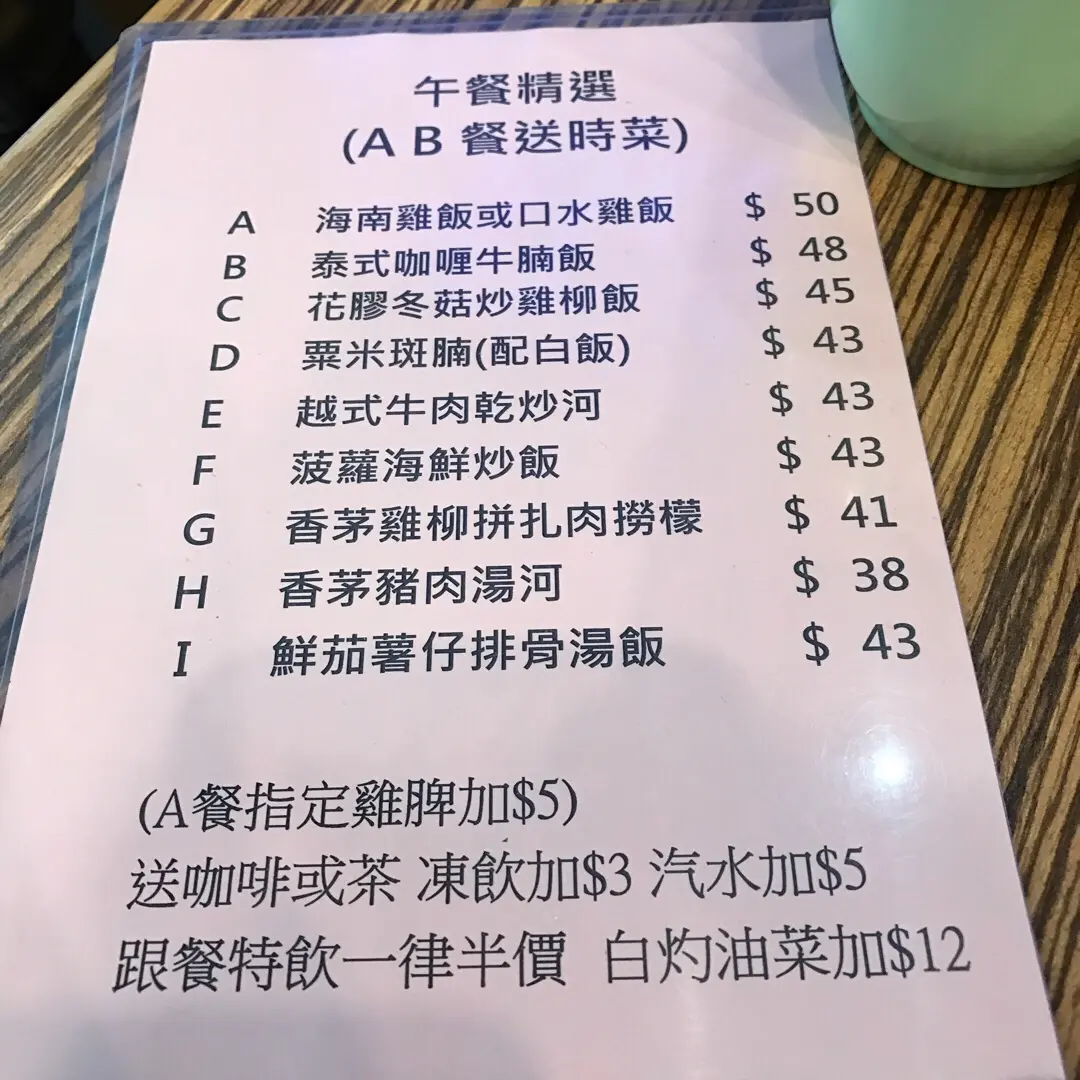 午餐精選
(A B 餐送時菜)
A 海南雞飯或口水雞飯 $ 50
B 泰式咖喱牛腩飯 $ 48
C 花膠冬菇炒雞柳飯 $ 45
D 粟米斑腩(配白飯) $ 43
E 越式牛肉乾炒河 $ 43
F 菠蘿海鮮炒飯 $ 43
G 香茅雞柳拼扎肉撈檬 $ 41
H 香茅豬肉湯河 $ 38
I 鮮茄薯仔排骨湯飯 $ 43
(A餐指定雞脾加$5)
送咖啡或茶 凍飲加$3 汽水加$5
跟餐特飲一律半價 白灼油菜加$12